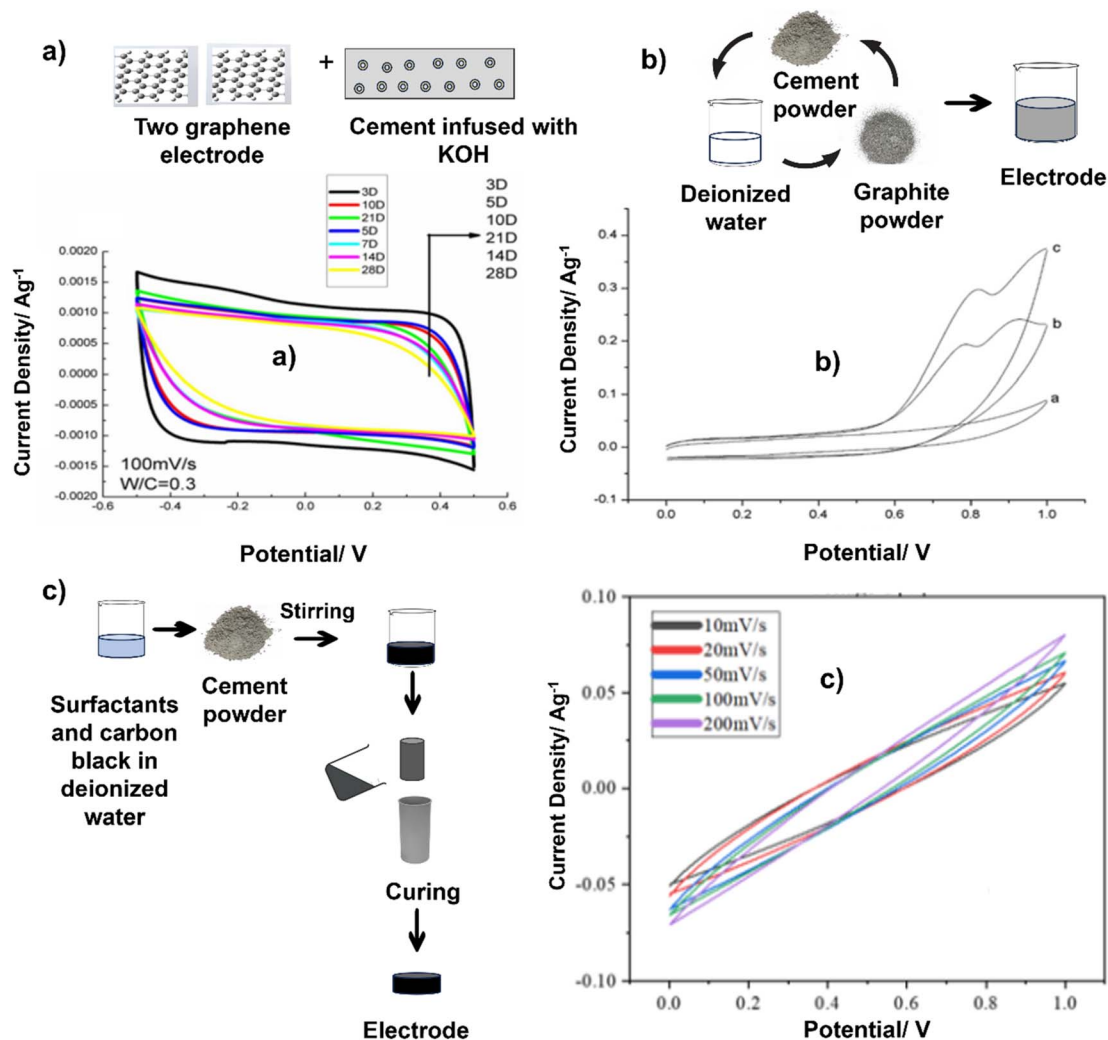 a)
+
Two graphene
electrode
Cement infused with
KOH
3D
10D
21D
5D
7D
14D
28D
3D
5D
10D
21D
14D
28D
Current Density/ Ag⁻¹
0.0020
0.0015
0.0010
0.0005
0.0000
-0.0005
-0.0010
-0.0015
-0.0020
a)
100mV/s
W/C=0.3
-0.6
-0.4
-0.2
0.0
0.2
0.4
0.6
Potential/ V
b)
Cement
powder
Deionized
water
Graphite
powder
Electrode
Current Density/ Ag⁻¹
0.4
0.3
0.2
0.1
0.0
-0.1
b)
c
b
a
0.0
0.2
0.4
0.6
0.8
1.0
Potential/ V
c)
Stirring
Surfactants
and carbon
black in
deionized
water
Cement
powder
Curing
Electrode
Current Density/ Ag⁻¹
0.10
0.05
0.00
-0.05
-0.10
10mV/s
20mV/s
50mV/s
100mV/s
200mV/s
c)
0.0
0.2
0.4
0.6
0.8
1.0
Potential/ V